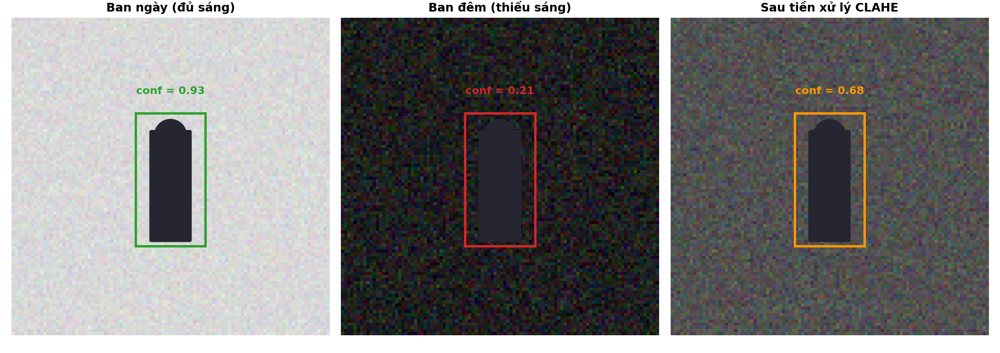 Ban ngày (đủ sáng)
Ban đêm (thiếu sáng)
Sau tiền xử lý CLAHE
conf = 0.93
conf = 0.21
conf = 0.68